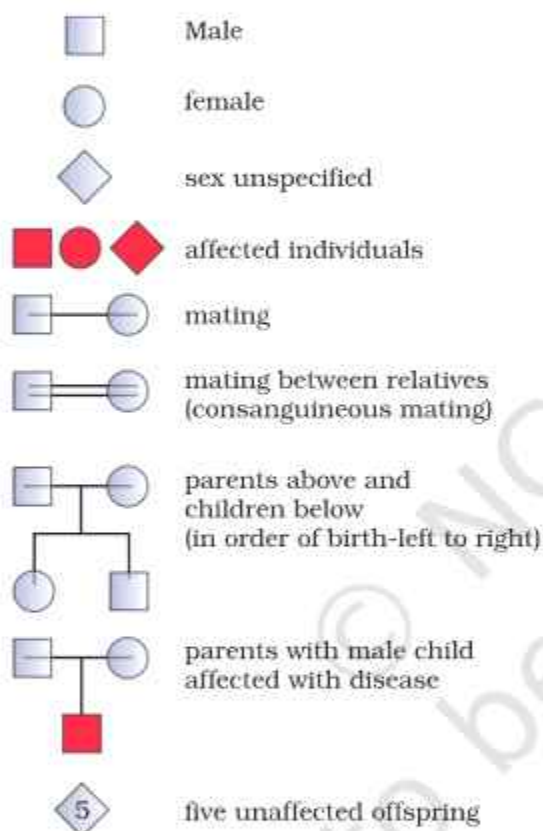 Male
female
sex unspecified
affected individuals
mating
mating between relatives
(consanguineous mating)
parents above and
children below
(in order of birth-left to right)
parents with male child
affected with disease
5
five unaffected offspring